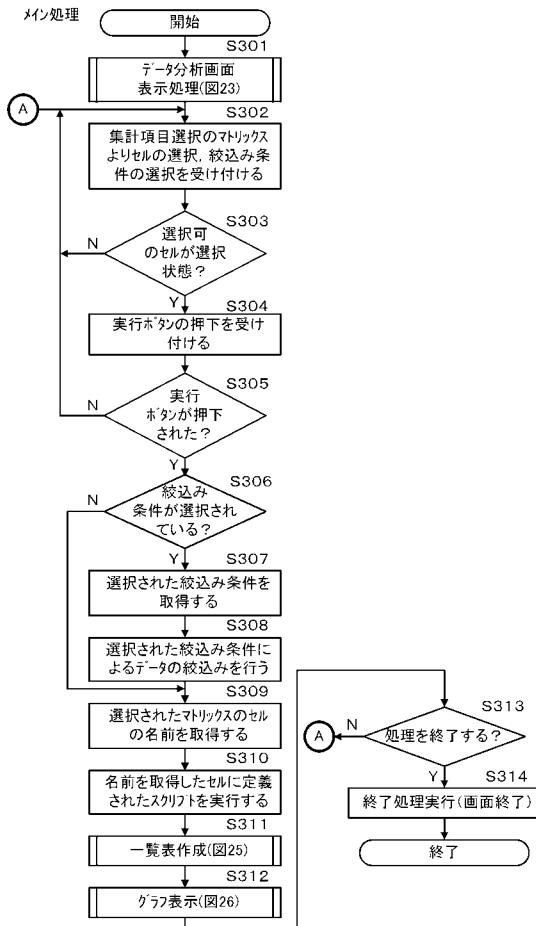 メイン処理
開始
S301
データ分析画面
表示処理(図23)
A
S302
集計項目選択のマトリックス
よりセルの選択,絞込み条
件の選択を受け付ける
S303
N
選択可
のセルが選択
状態?
Y
S304
実行ボタンの押下を受け
付ける
S305
N
実行
ボタンが押下
された?
Y
S306
N
絞込み
条件が選択され
ている?
Y
S307
選択された絞込み条件を
取得する
S308
選択された絞込み条件に
よるデータの絞込みを行う
S309
選択されたマトリックスのセル
の名前を取得する
S310
名前を取得したセルに定義
されたスクリプトを実行する
S311
一覧表作成(図25)
S312
グラフ表示(図26)
S313
A
N
処理を終了する?
Y
S314
終了処理実行(画面終了)
終了